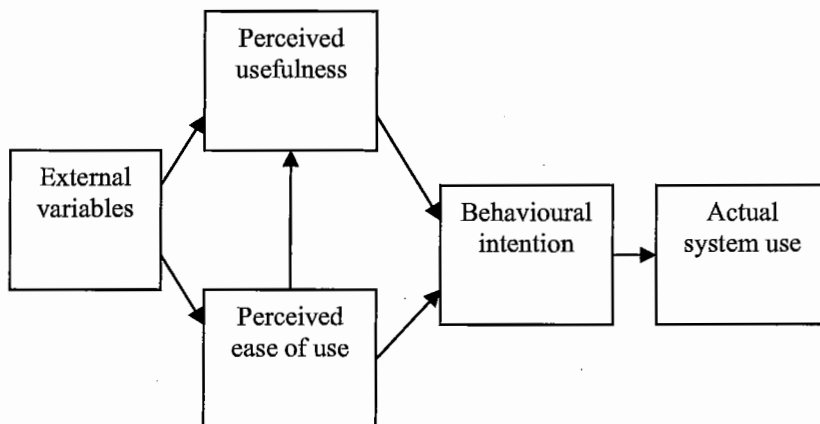 Perceived
usefulness
External
variables
Behavioural
intention
Actual
system use
Perceived
ease of use